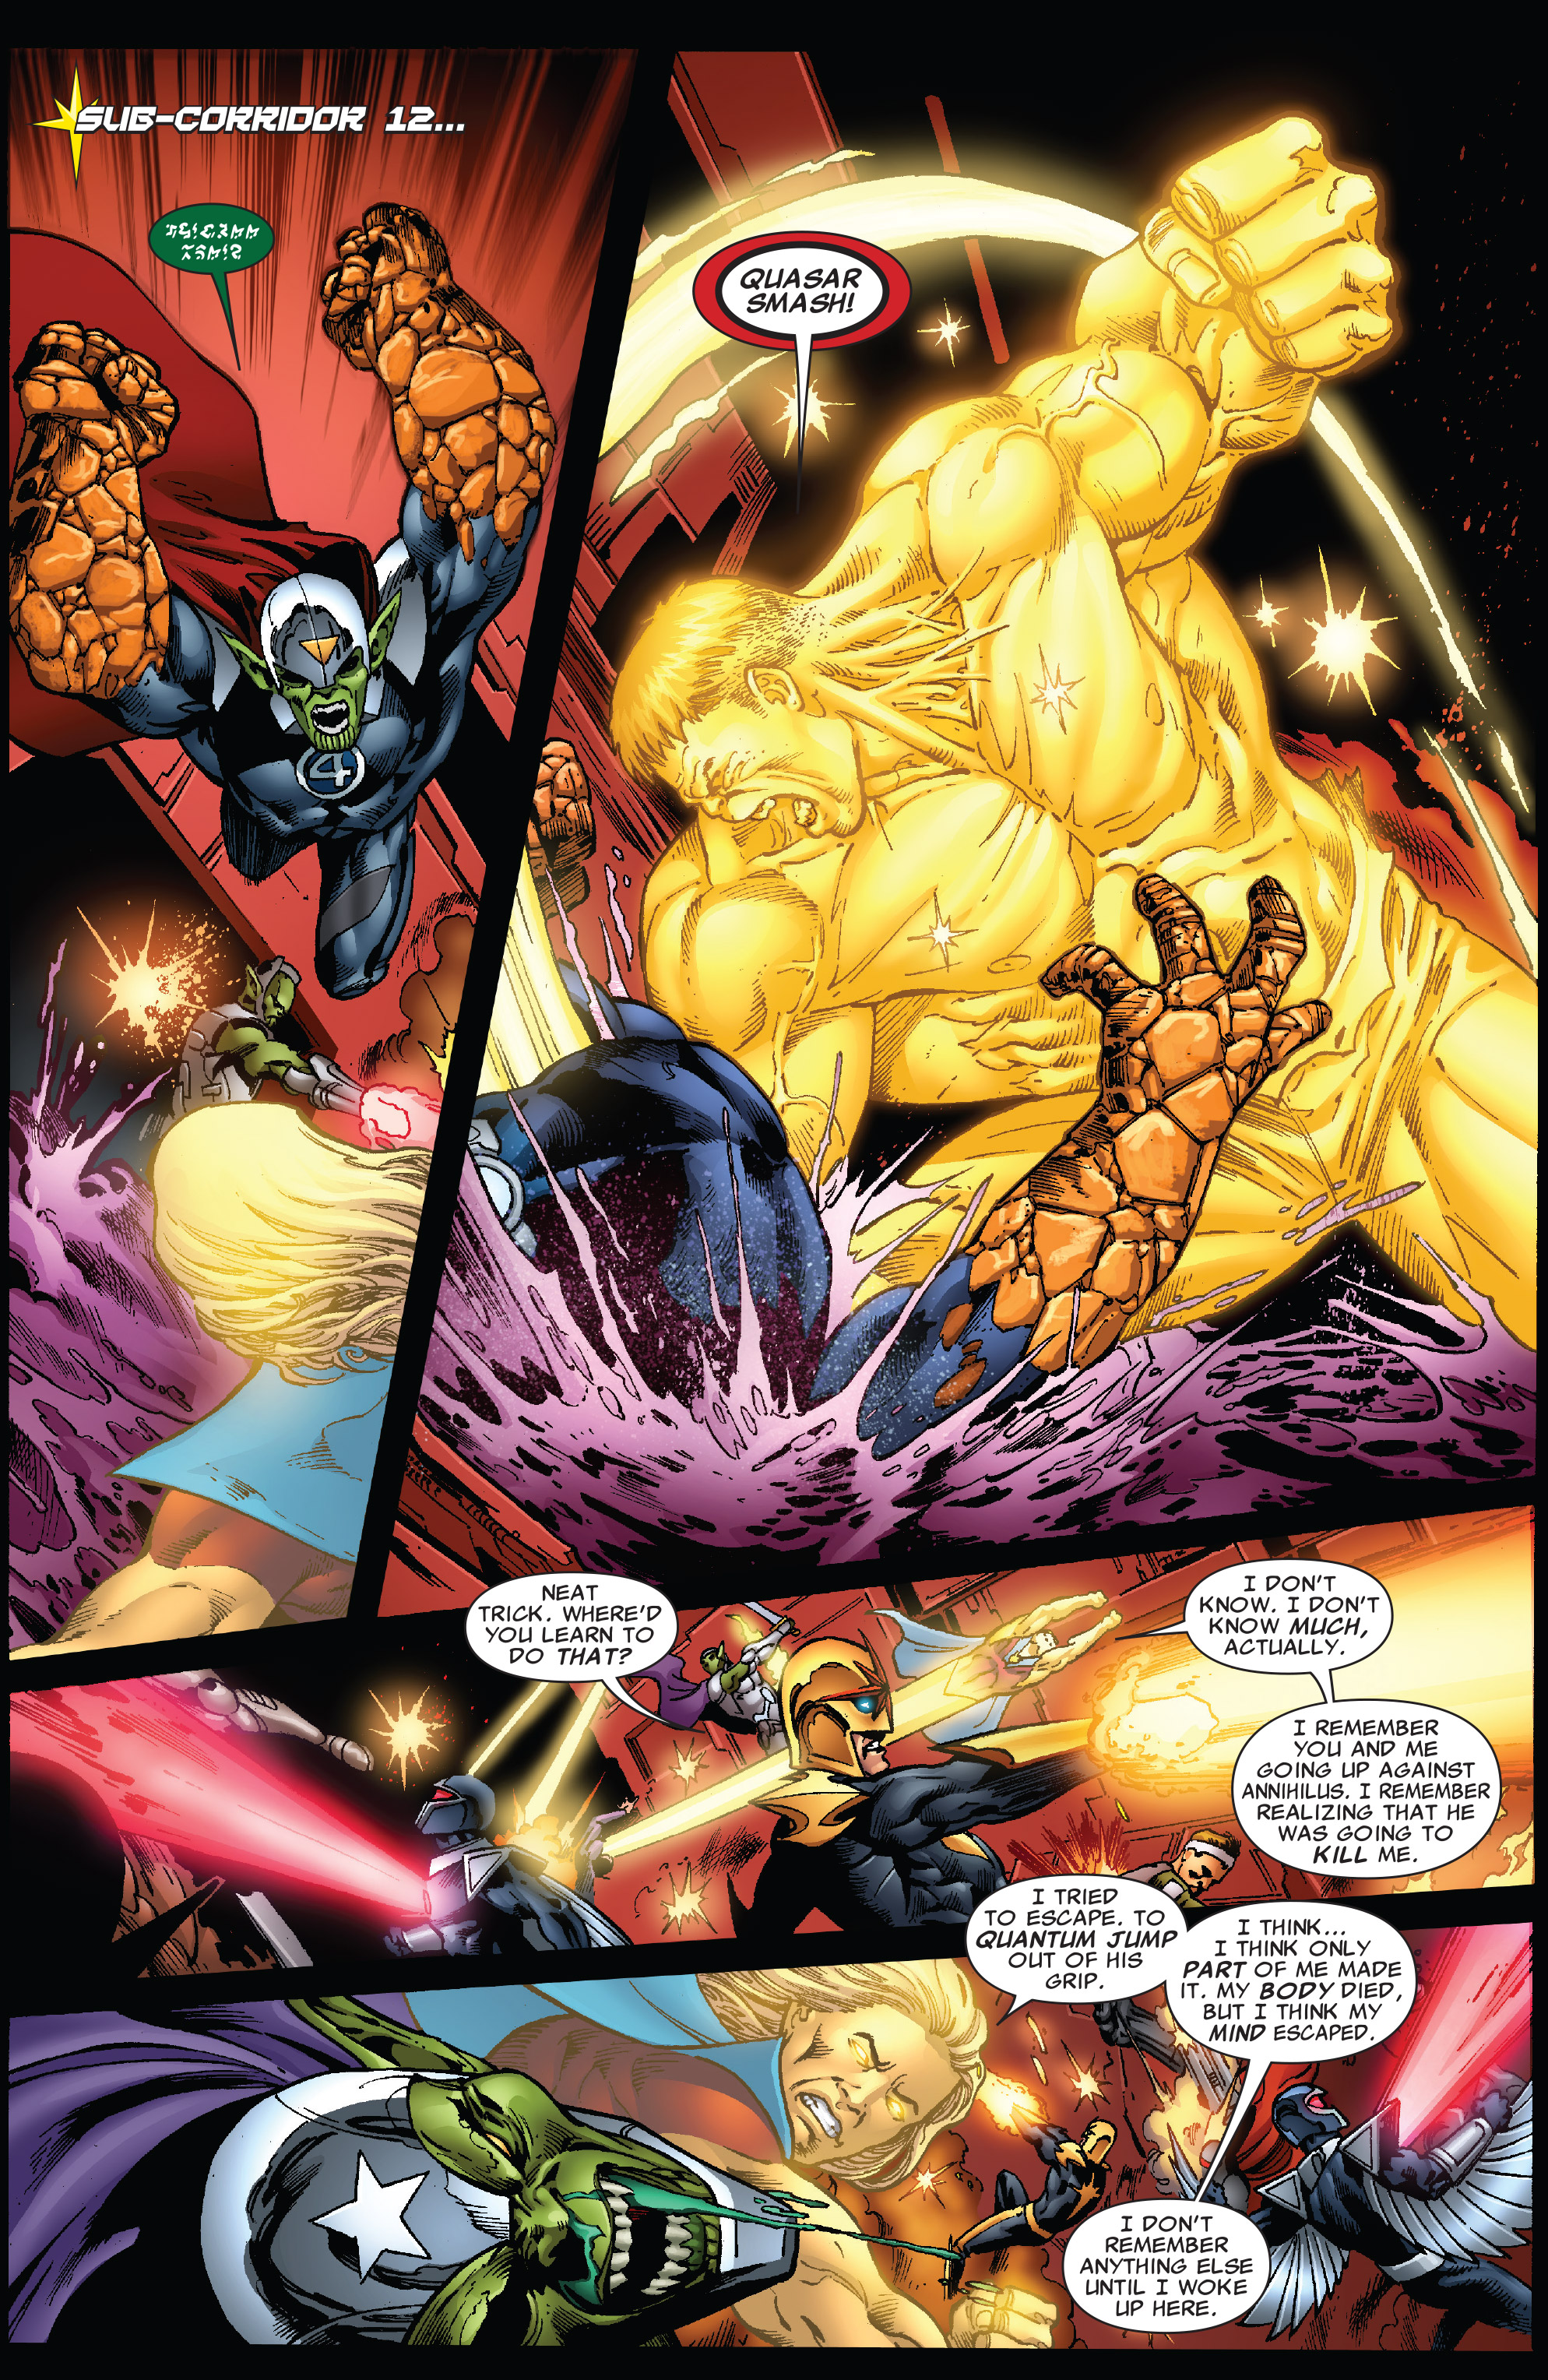 SUB-CORRIDOR 12...
4
QUASAR
SMASH!
NEAT
TRICK. WHERE'D
YOU LEARN TO
DO THAT?
I DON'T
KNOW. I DON'T
KNOW MUCH,
ACTUALLY.
I REMEMBER
YOU AND ME
GOING UP AGAINST
ANNIHILUS. I REMEMBER
REALIZING THAT HE
WAS GOING TO
KILL ME.
I TRIED
TO ESCAPE. TO
QUANTUM JUMP
OUT OF HIS
GRIP.
I THINK...
I THINK ONLY
PART OF ME MADE
IT. MY BODY DIED,
BUT I THINK MY
MIND ESCAPED.
I DON'T
REMEMBER
ANYTHING ELSE
UNTIL I WOKE
UP HERE.